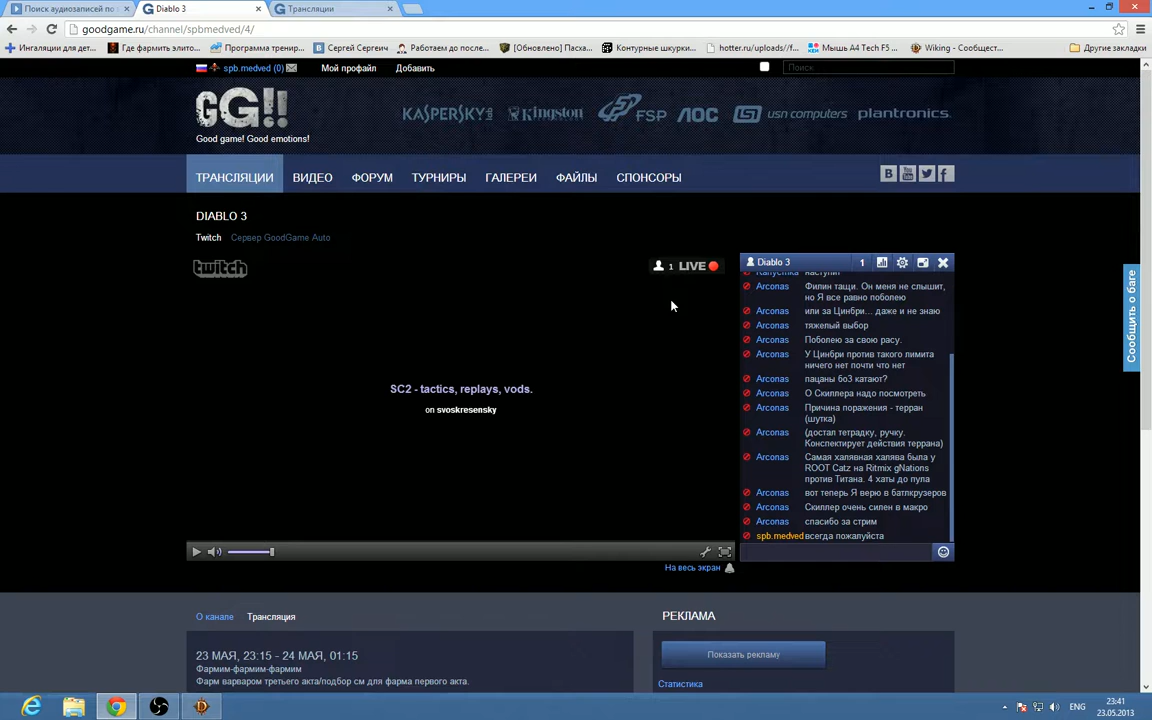 Поиск аудиозаписей по з
Diablo 3
Трансляции
goodgame.ru/channel/spbmedved/4/
Ингаляции для дет...
Где фармить элито...
Программа тренир...
Сергей Сергеич
Работаем до после...
[Обновлено] Пасха...
Контурные шкурки...
hotter.ru/uploads//f...
Мышь A4 Tech F5 ...
Wiking - Сообщест...
Другие закладки
spb.medved (0)
Мой профиль
Добавить
Поиск
GG!!
Good game! Good emotions!
KASPERSKY
Kingston
FSP
AOC
usn computers
plantronics.
ТРАНСЛЯЦИИ
ВИДЕО
ФОРУМ
ТУРНИРЫ
ГАЛЕРЕИ
ФАЙЛЫ
СПОНСОРЫ
DIABLO 3
Twitch
Сервер GoodGame Auto
twitch
1 LIVE
SC2 - tactics, replays, vods.
on svoskresensky
На весь экран
Diablo 3
1
наступит
Arconas Филин тащи. Он меня не слышит,
но Я все равно поболею
Arconas или за Цинбри... даже и не знаю
Arconas тяжелый выбор
Arconas Поболею за свою расу.
Arconas У Цинбри против такого лимита
ничего нет почти что нет
Arconas пацаны бо3 катают?
Arconas О Скиллера надо посмотреть
Arconas Причина поражения - терран
(шутка)
Arconas (достал тетрадку, ручку.
Конспектирует действия террана)
Arconas Самая халявная халява была у
ROOT Catz на Ritmix gNations
против Титана. 4 хаты до пула
Arconas вот теперь Я верю в батлкрузеров
Arconas Скиллер очень силен в макро
Arconas спасибо за стрим
spb.medved всегда пожалуйста
Сообщить о баге
О канале
Трансляция
23 МАЯ, 23:15 - 24 МАЯ, 01:15
Фармим-фармим-фармим
Фарм варваром третьего акта/подбор см для фарма первого акта.
РЕКЛАМА
Показать рекламу
Статистика
ENG
23:41
23.05.2013